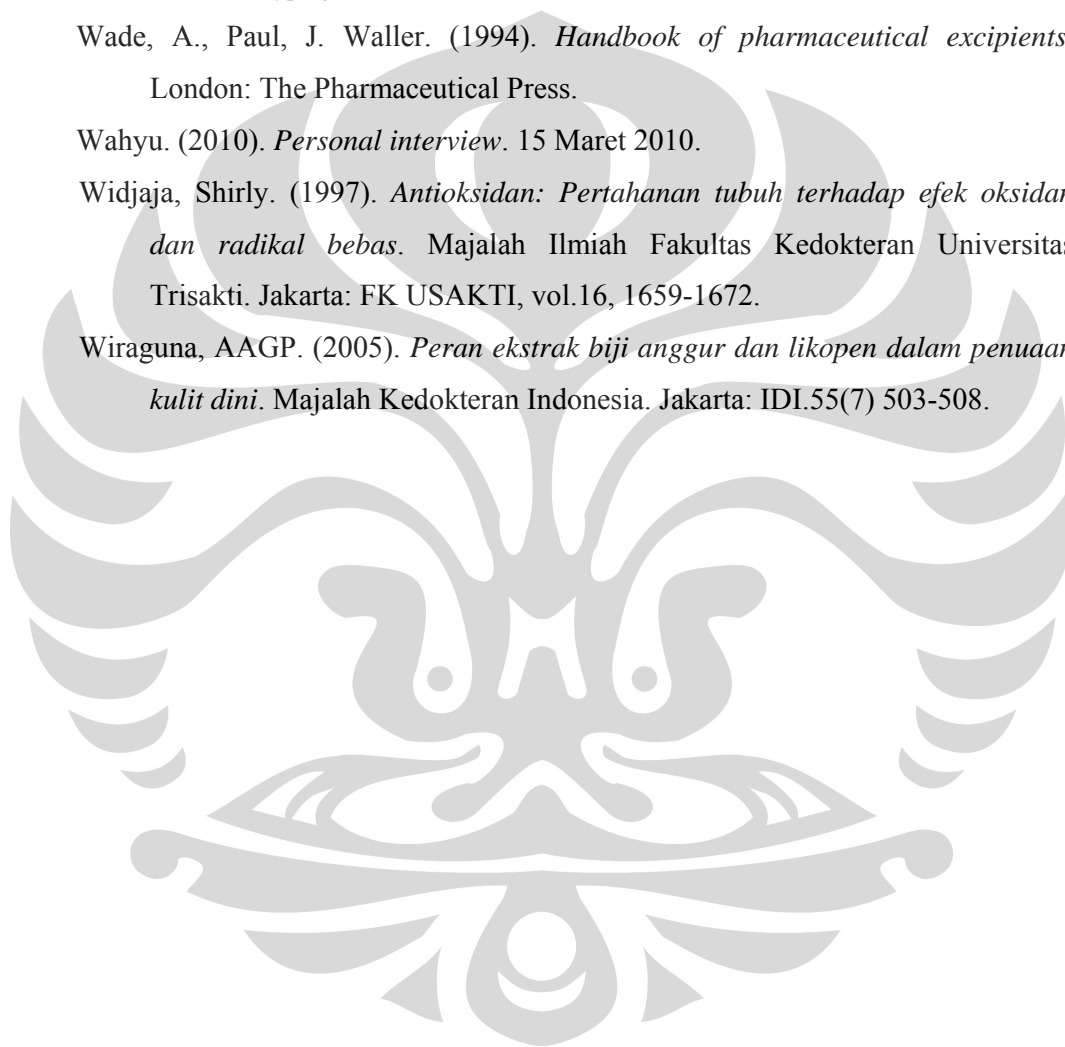 Wade, A., Paul, J. Waller. (1994). Handbook of pharmaceutical excipients
London: The Pharmaceutical Press.
Wahyu. (2010). Personal interview. 15 Maret 2010.
Widjaja, Shirly. (1997). Antioksidan: Pertahanan tubuh terhadap efek oksidan
dan radikal bebas. Majalah Ilmiah Fakultas Kedokteran Universitas
Trisakti. Jakarta: FK USAKTI, vol.16, 1659-1672.
Wiraguna, AAGP. (2005). Peran ekstrak biji anggur dan likopen dalam penuaan
kulit dini. Majalah Kedokteran Indonesia. Jakarta: IDI.55(7) 503-508.